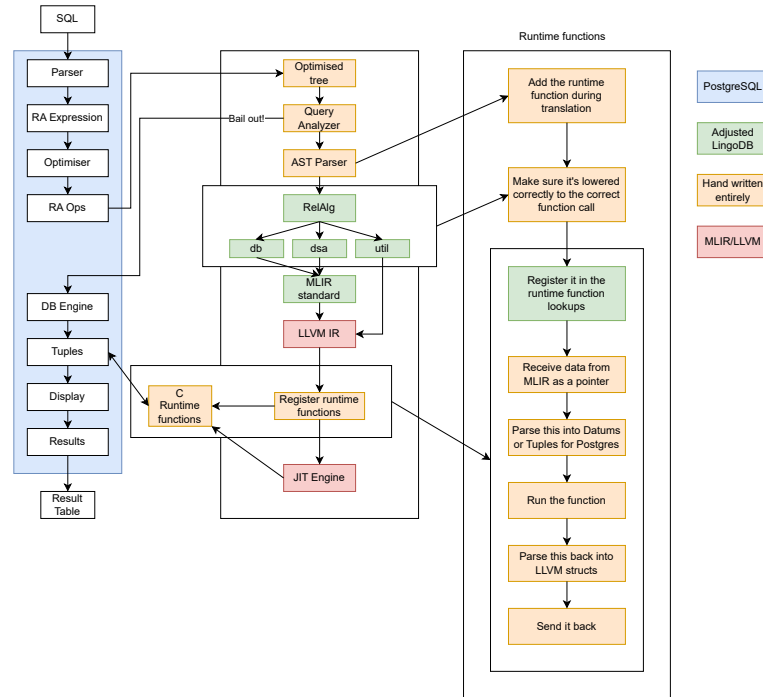 SQL
Parser
RA Expression
Optimiser
RA Ops
DB Engine
Tuples
Display
Results
Result
Table
Optimised
tree
Bail out!
Query
Analyzer
AST Parser
RelAlg
db
dsa
util
MLIR
standard
LLVM IR
C
Runtime
functions
Register runtime
functions
JIT Engine
Runtime functions
Add the runtime
function during
translation
Make sure it's lowered
correctly to the correct
function call
Register it in the
runtime function
lookups
Receive data from
MLIR as a pointer
Parse this into Datums
or Tuples for Postgres
Run the function
Parse this back into
LLVM structs
Send it back
PostgreSQL
Adjusted
LingoDB
Hand written
entirely
MLIR/LLVM